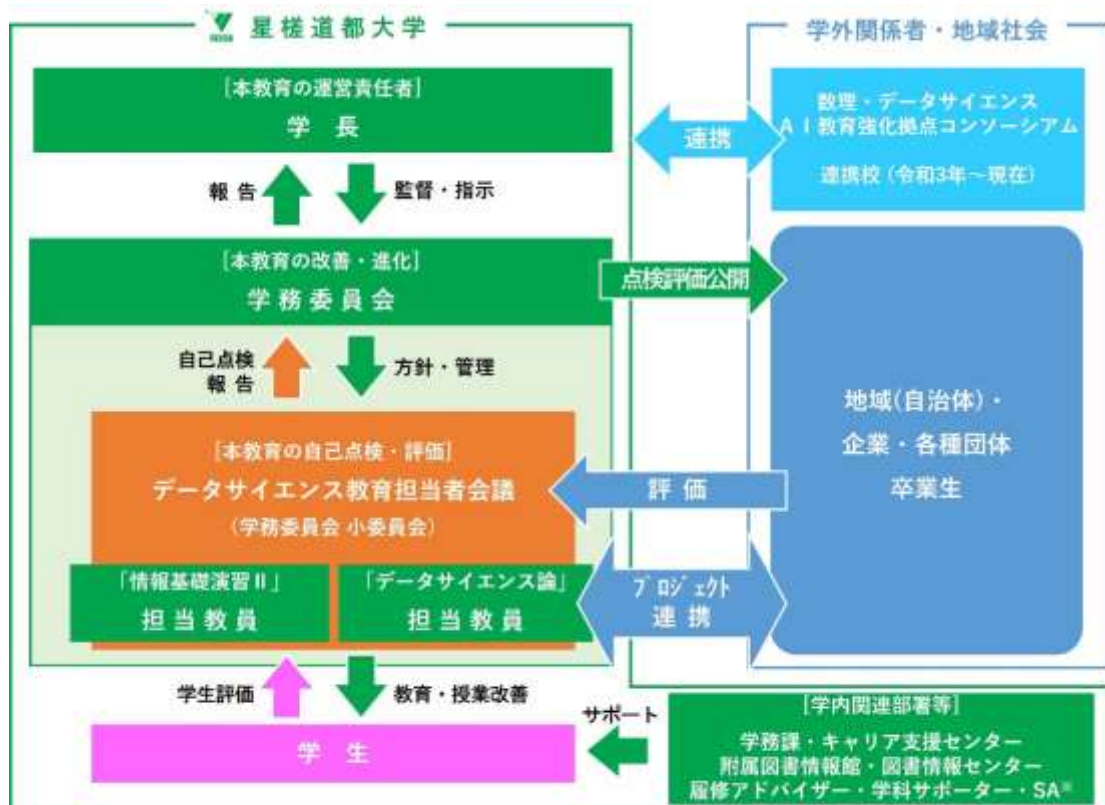 星槎道都大学
学外関係者・地域社会
[本教育の運営責任者]
学 長
数理・データサイエンス
ＡＩ教育強化拠点コンソーシアム
連携校（令和3年～現在）
連携
報 告
監督・指示
[本教育の改善・進化]
学 務 委 員 会
点検評価公開
自己点検
報 告
方針・管理
地域(自治体)・
企業・各種団体
卒業生
[本教育の自己点検・評価]
データサイエンス教育担当者会議
（学務委員会 小委員会）
評 価
「情報基礎演習Ⅱ」
担 当 教 員
「データサイエンス論」
担 当 教 員
ﾌﾟﾛｼﾞｪｸﾄ
連 携
学生評価
教育・授業改善
学 生
サポート
[学内関連部署等]
学務課・キャリア支援センター
附属図書情報館・図書情報センター
履修アドバイザー・学科サポーター・SA※